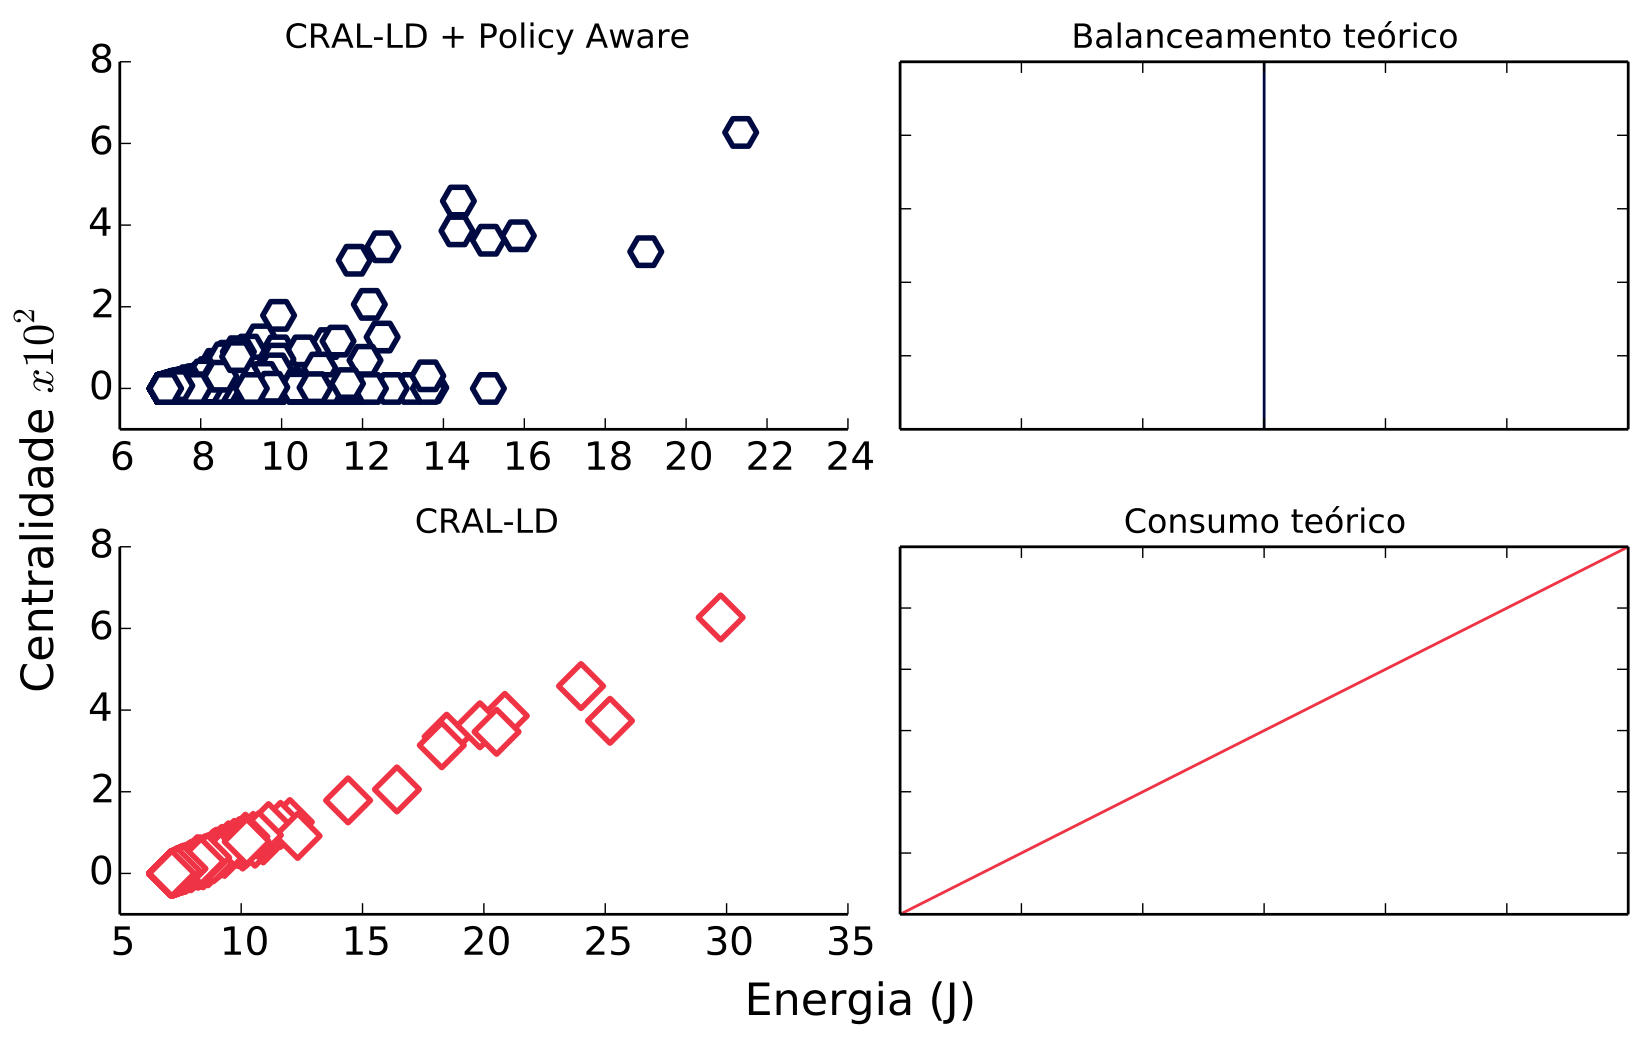 CRAL-LD + Policy Aware
Balanceamento teórico
8
6
4
2
0
6 8 10 12 14 16 18 20 22 24
Centralidade x10²
CRAL-LD
Consumo teórico
8
6
4
2
0
5 10 15 20 25 30 35
Energia (J)